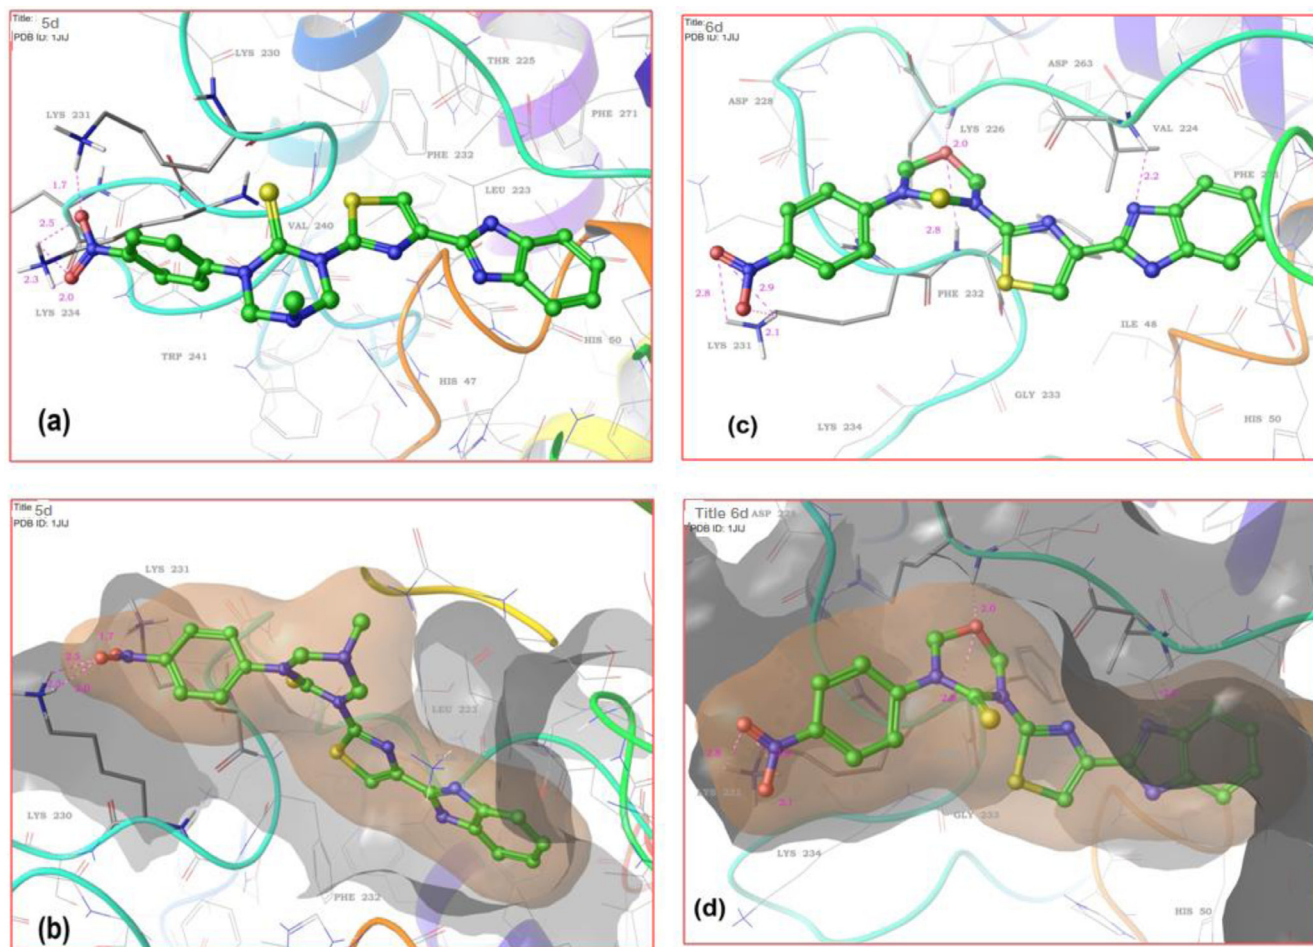 Title: 5d
PDB ID: 1JIJ
LYS 230
THR 225
LYS 231
PHE 271
PHE 232
1.7
LEU 223
2.5
VAL 240
2.3
2.0
LYS 234
HIS 50
TRP 241
HIS 47
(a)
Title: 6d
PDB ID: 1JIJ
ASP 263
ASP 228
LYS 226
VAL 224
2.0
2.2
2.8
2.8
2.9
PHE 232
2.1
LYS 231
ILE 48
GLY 233
LYS 234
HIS 50
(c)
Title 5d
PDB ID: 1JIJ
LYS 231
1.7
2.5
2.0
LYS 230
PHE 232
(b)
Title 6d
PDB ID: 1JIJ
2.0
2.8
LYS 231
GLY 233
LYS 234
HIS 50
(d)